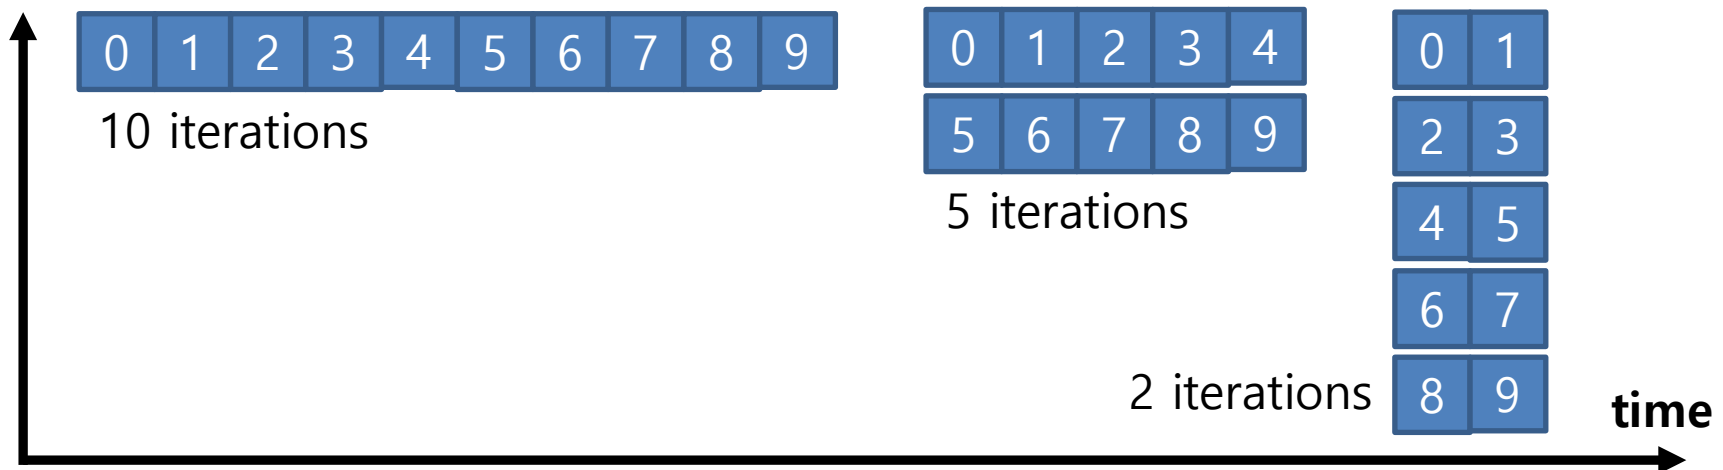 0 1 2 3 4 5 6 7 8 9
10 iterations
0 1 2 3 4
5 6 7 8 9
5 iterations
0 1
2 3
4 5
6 7
8 9
2 iterations
time